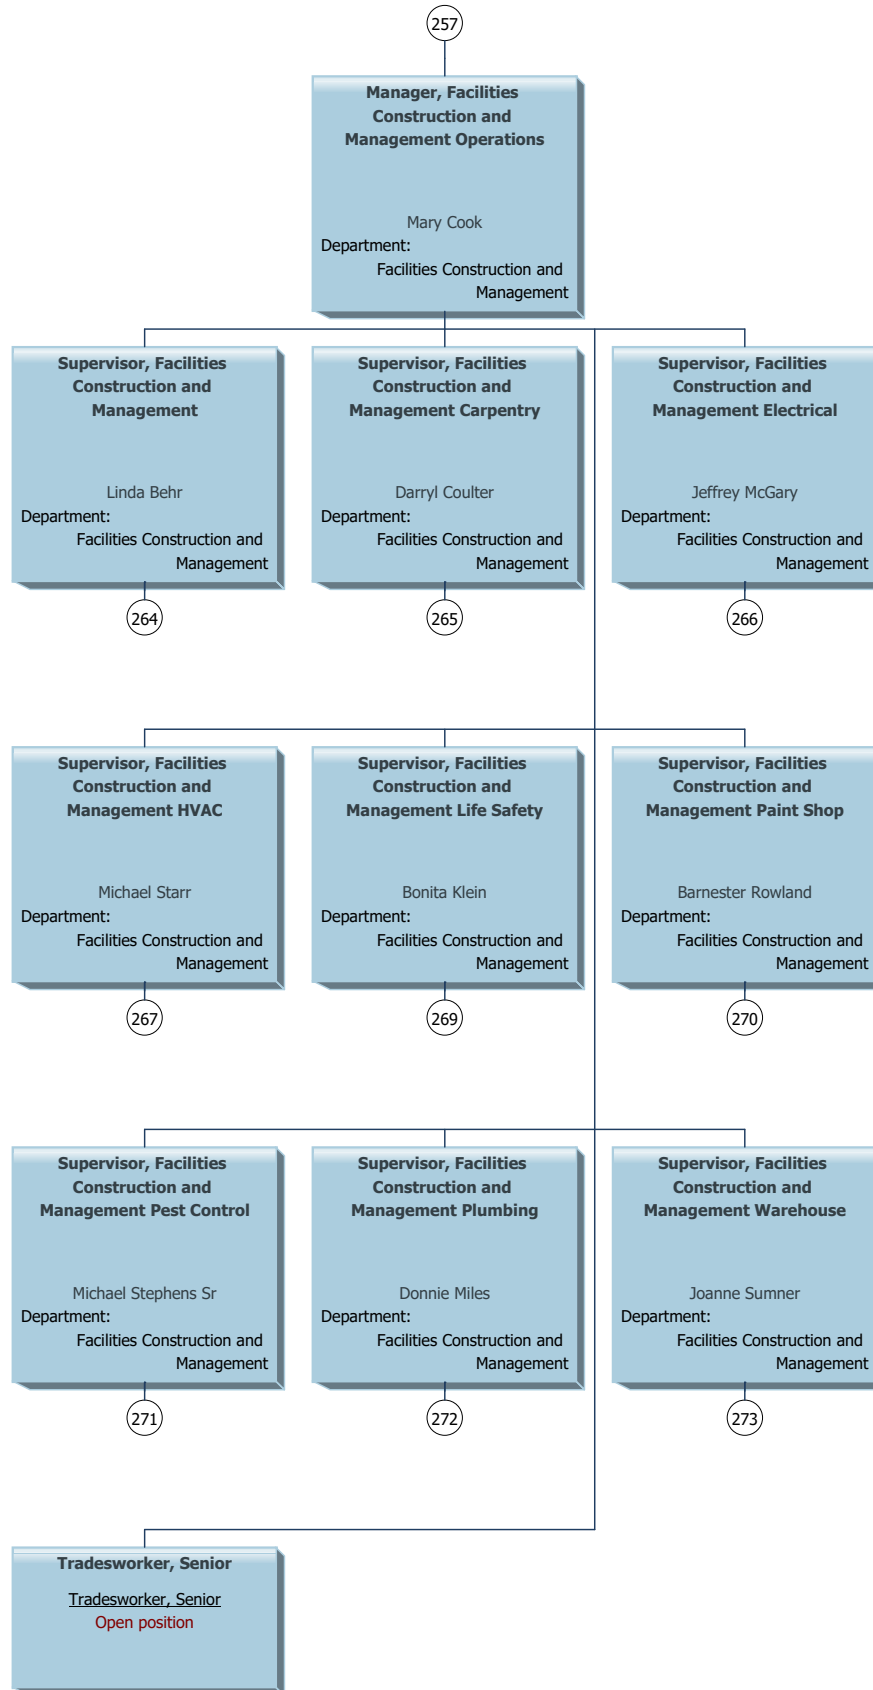 257
Manager, Facilities
Construction and
Management Operations
Mary Cook
Department:
Facilities Construction and
Management
Supervisor, Facilities
Construction and
Management
Linda Behr
Department:
Facilities Construction and
Management
264
Supervisor, Facilities
Construction and
Management Carpentry
Darryl Coulter
Department:
Facilities Construction and
Management
265
Supervisor, Facilities
Construction and
Management Electrical
Jeffrey McGary
Department:
Facilities Construction and
Management
266
Supervisor, Facilities
Construction and
Management HVAC
Michael Starr
Department:
Facilities Construction and
Management
267
Supervisor, Facilities
Construction and
Management Life Safety
Bonita Klein
Department:
Facilities Construction and
Management
269
Supervisor, Facilities
Construction and
Management Paint Shop
Barnester Rowland
Department:
Facilities Construction and
Management
270
Supervisor, Facilities
Construction and
Management Pest Control
Michael Stephens Sr
Department:
Facilities Construction and
Management
271
Supervisor, Facilities
Construction and
Management Plumbing
Donnie Miles
Department:
Facilities Construction and
Management
272
Supervisor, Facilities
Construction and
Management Warehouse
Joanne Sumner
Department:
Facilities Construction and
Management
273
Tradesworker, Senior
Tradesworker, Senior
Open position